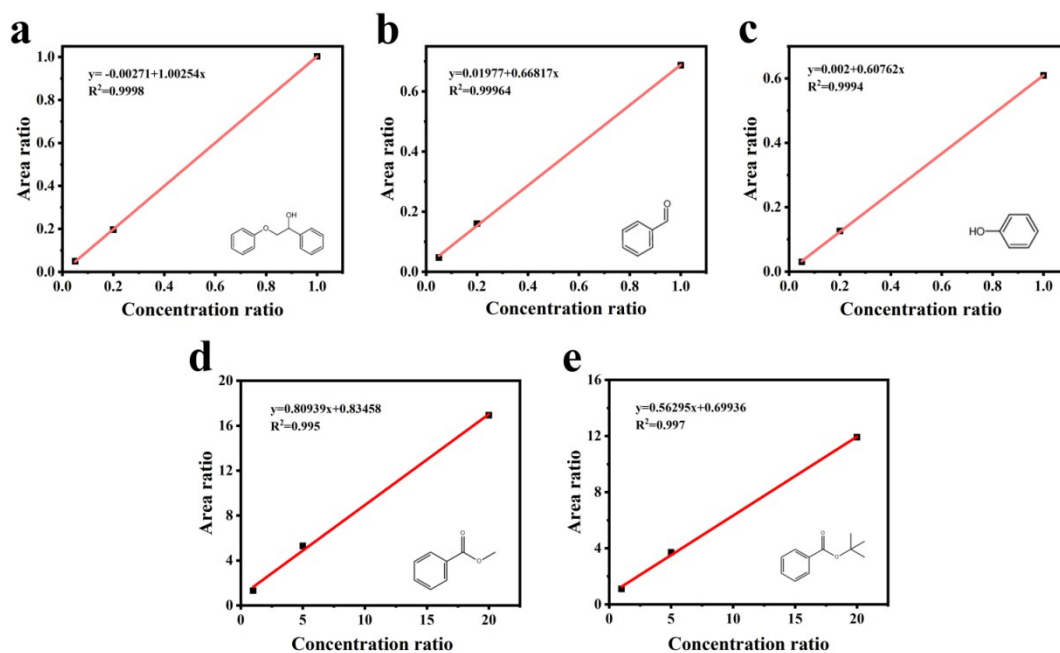 a
y= -0.00271+1.00254x
R²=0.9998
Area ratio
1.0
0.8
0.6
0.4
0.2
0.0
0.0 0.2 0.4 0.6 0.8 1.0
Concentration ratio
OH
O
b
y=0.01977+0.66817x
R²=0.99964
Area ratio
0.8
0.6
0.4
0.2
0.0
0.0 0.2 0.4 0.6 0.8 1.0
Concentration ratio
O
c
y=0.002+0.60762x
R²=0.9994
Area ratio
0.6
0.4
0.2
0.0
0.0 0.2 0.4 0.6 0.8 1.0
Concentration ratio
HO
d
y=0.80939x+0.83458
R²=0.995
Area ratio
20
16
12
8
4
0
0 5 10 15 20
Concentration ratio
O
O
e
y=0.56295x+0.69936
R²=0.997
Area ratio
16
12
8
4
0
0 5 10 15 20
Concentration ratio
O
O